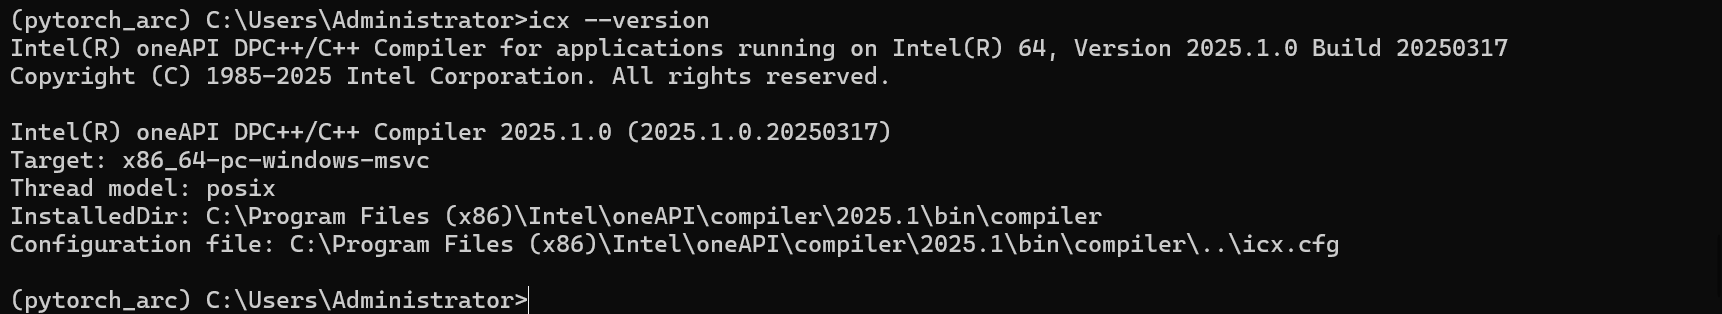 (pytorch_arc) C:\Users\Administrator>icx --version
Intel(R) oneAPI DPC++/C++ Compiler for applications running on Intel(R) 64, Version 2025.1.0 Build 20250317
Copyright (C) 1985-2025 Intel Corporation. All rights reserved.
Intel(R) oneAPI DPC++/C++ Compiler 2025.1.0 (2025.1.0.20250317)
Target: x86_64-pc-windows-msvc
Thread model: posix
InstalledDir: C:\Program Files (x86)\Intel\oneAPI\compiler\2025.1\bin\compiler
Configuration file: C:\Program Files (x86)\Intel\oneAPI\compiler\2025.1\bin\compiler\..\icx.cfg
(pytorch_arc) C:\Users\Administrator>